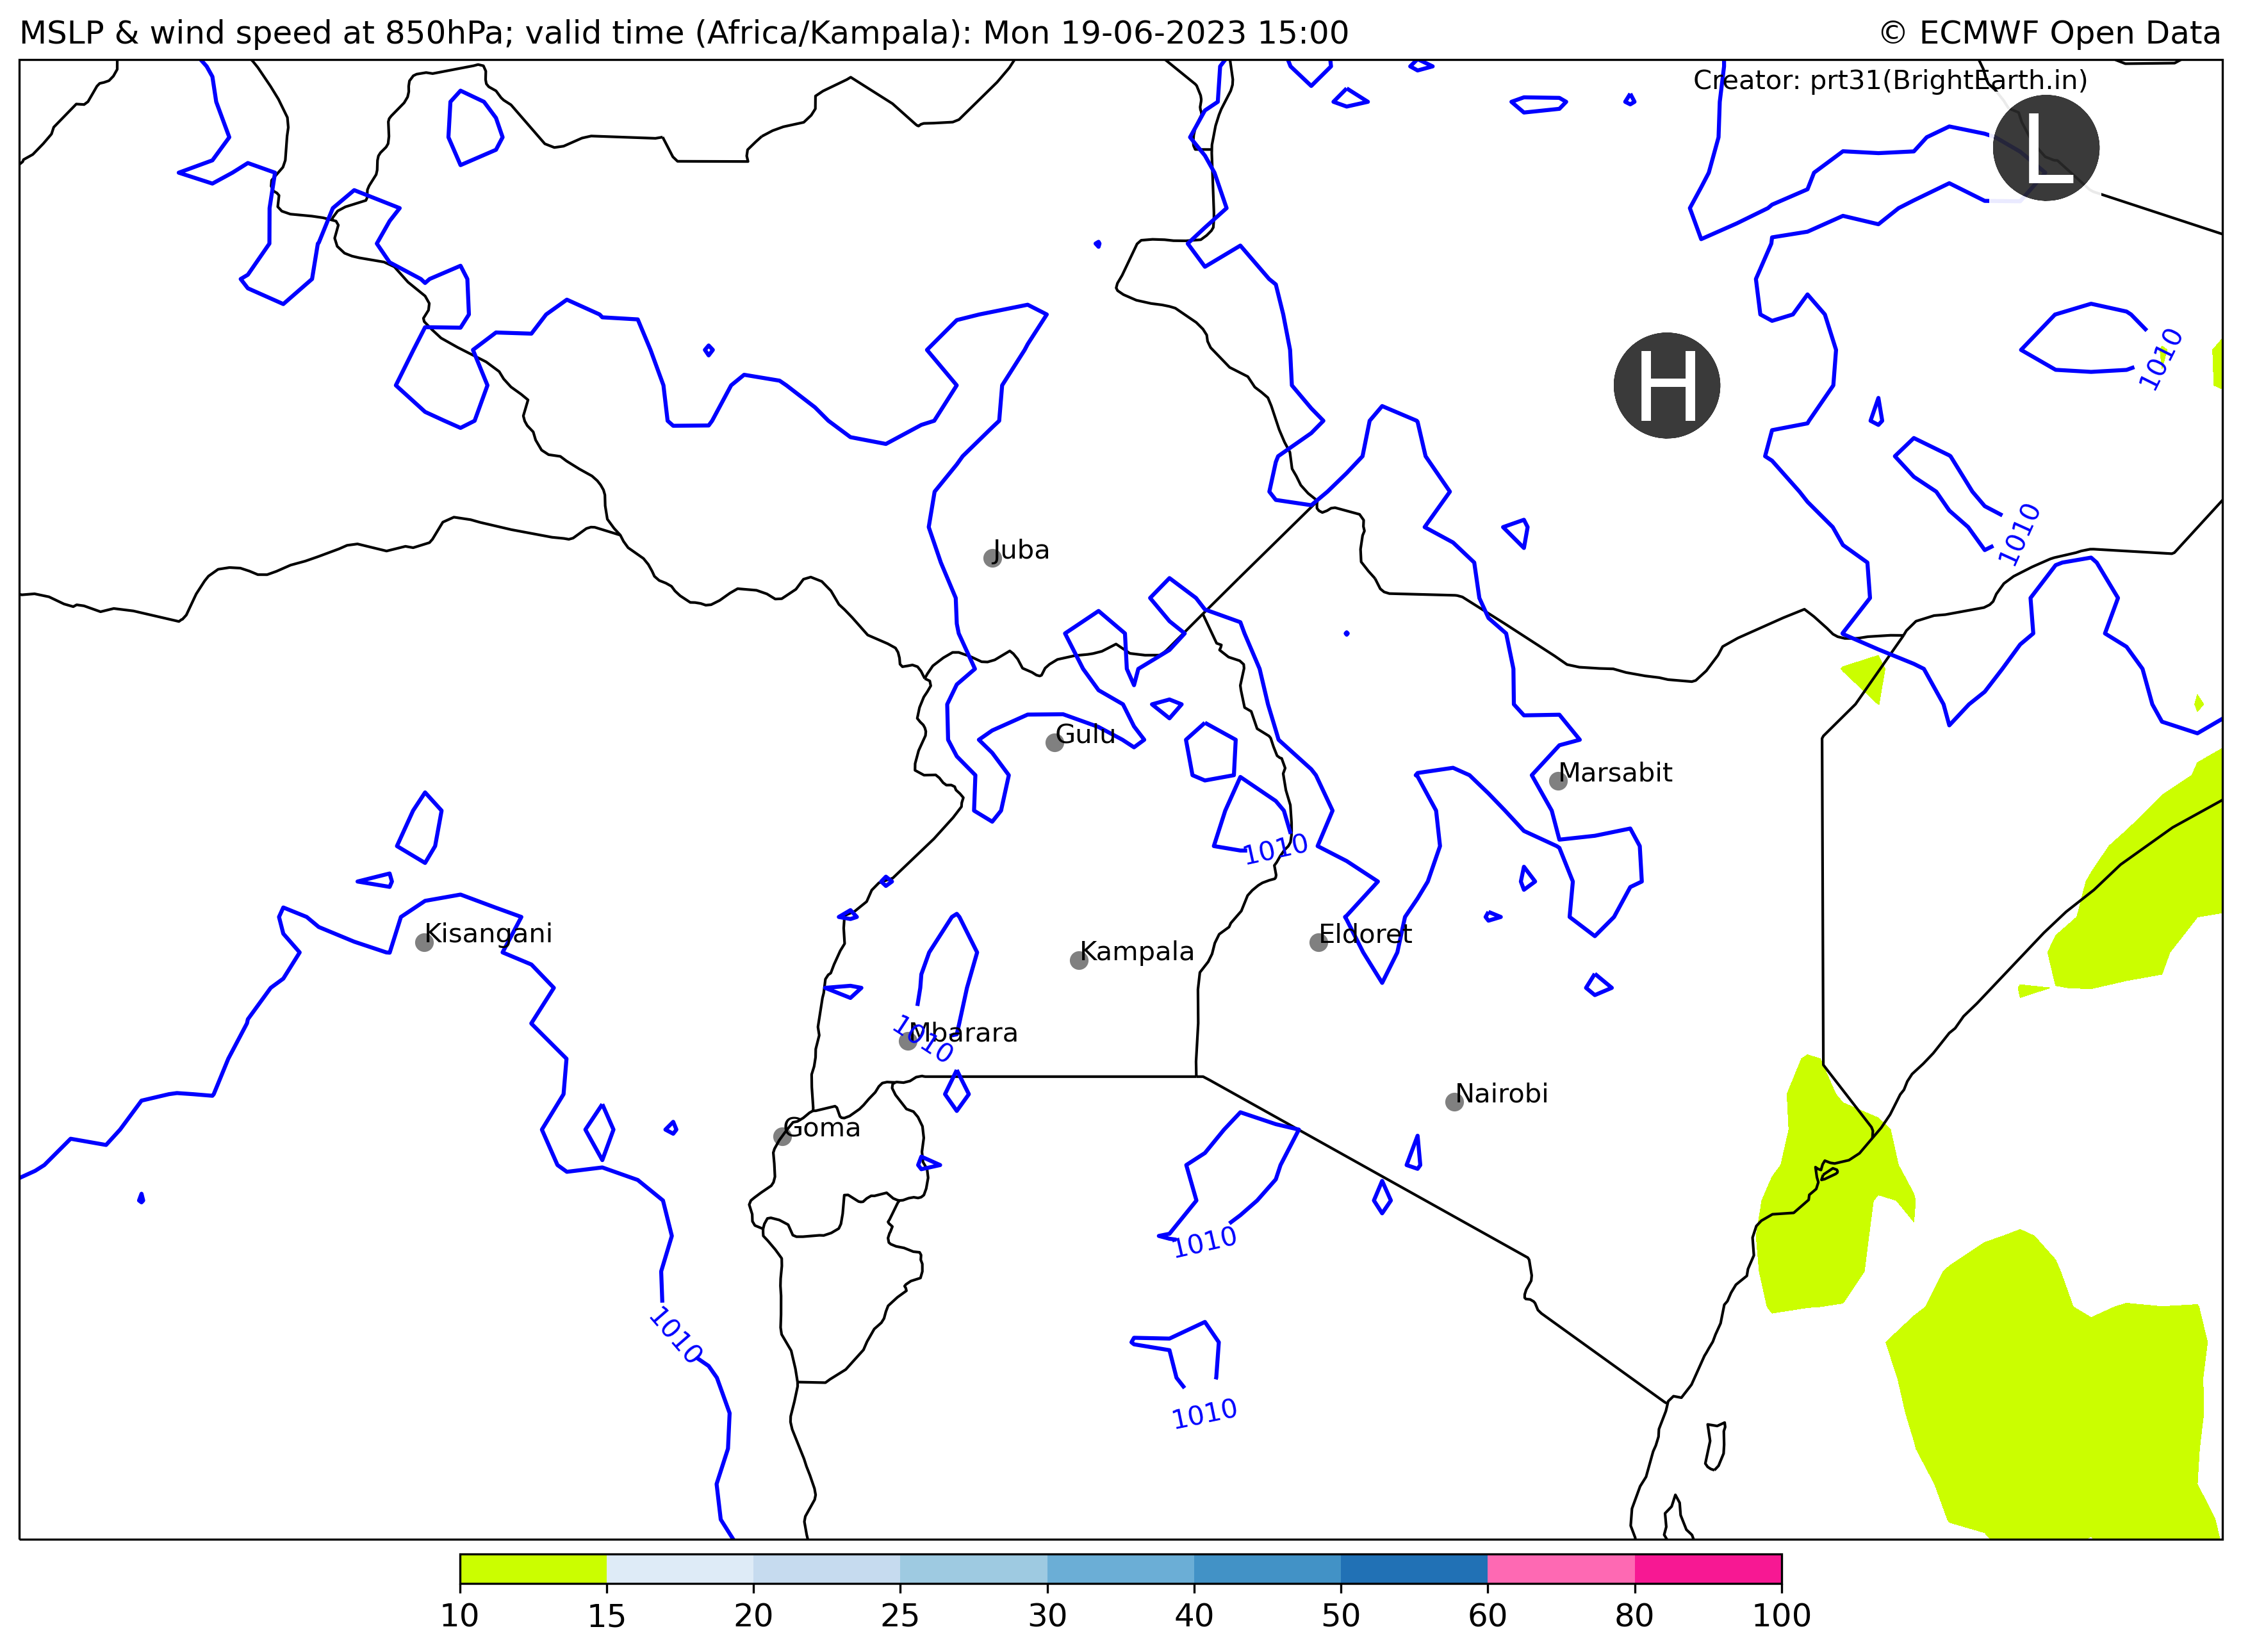 MSLP & wind speed at 850hPa; valid time (Africa/Kampala): Mon 19-06-2023 15:00
© ECMWF Open Data
Creator: prt31(BrightEarth.in)
L
H
1010
1010
Juba
Gulu
Marsabit
1010
Kisangani
Eldoret
Kampala
1010
Mbarara
Nairobi
Goma
1010
1010
1010
10 15 20 25 30 40 50 60 80 100